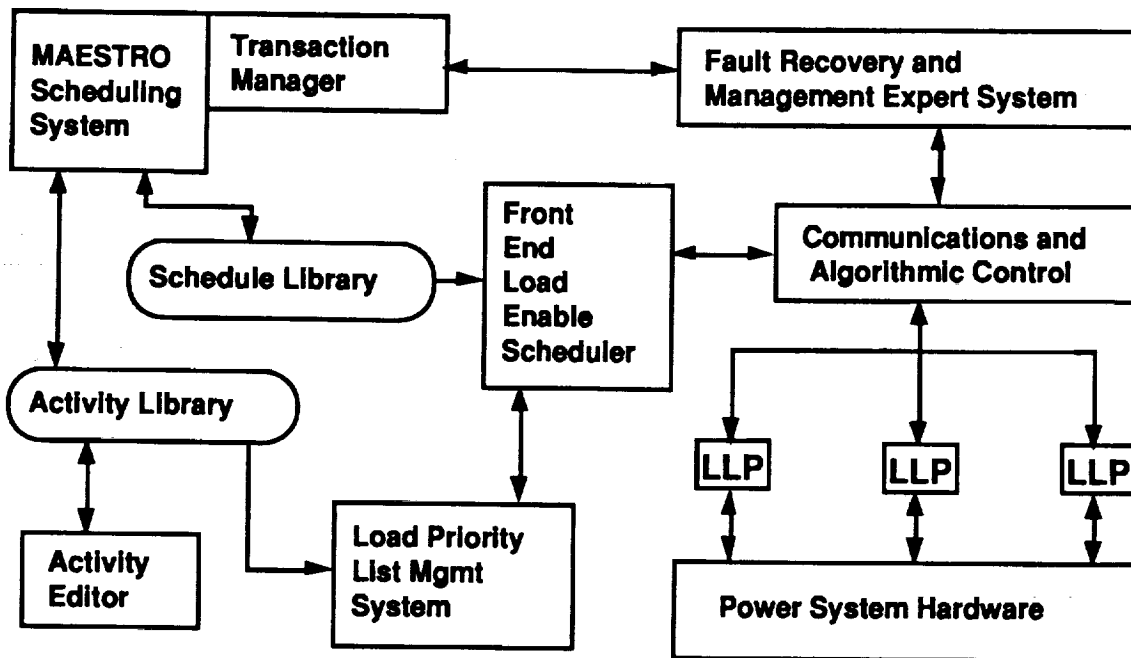 MAESTRO
Scheduling
System
Transaction
Manager
Fault Recovery and
Management Expert System
Front
End
Load
Enable
Scheduler
Communications and
Algorithmic Control
Schedule Library
Activity Library
LLP
LLP
LLP
Activity
Editor
Load Priority
List Mgmt
System
Power System Hardware